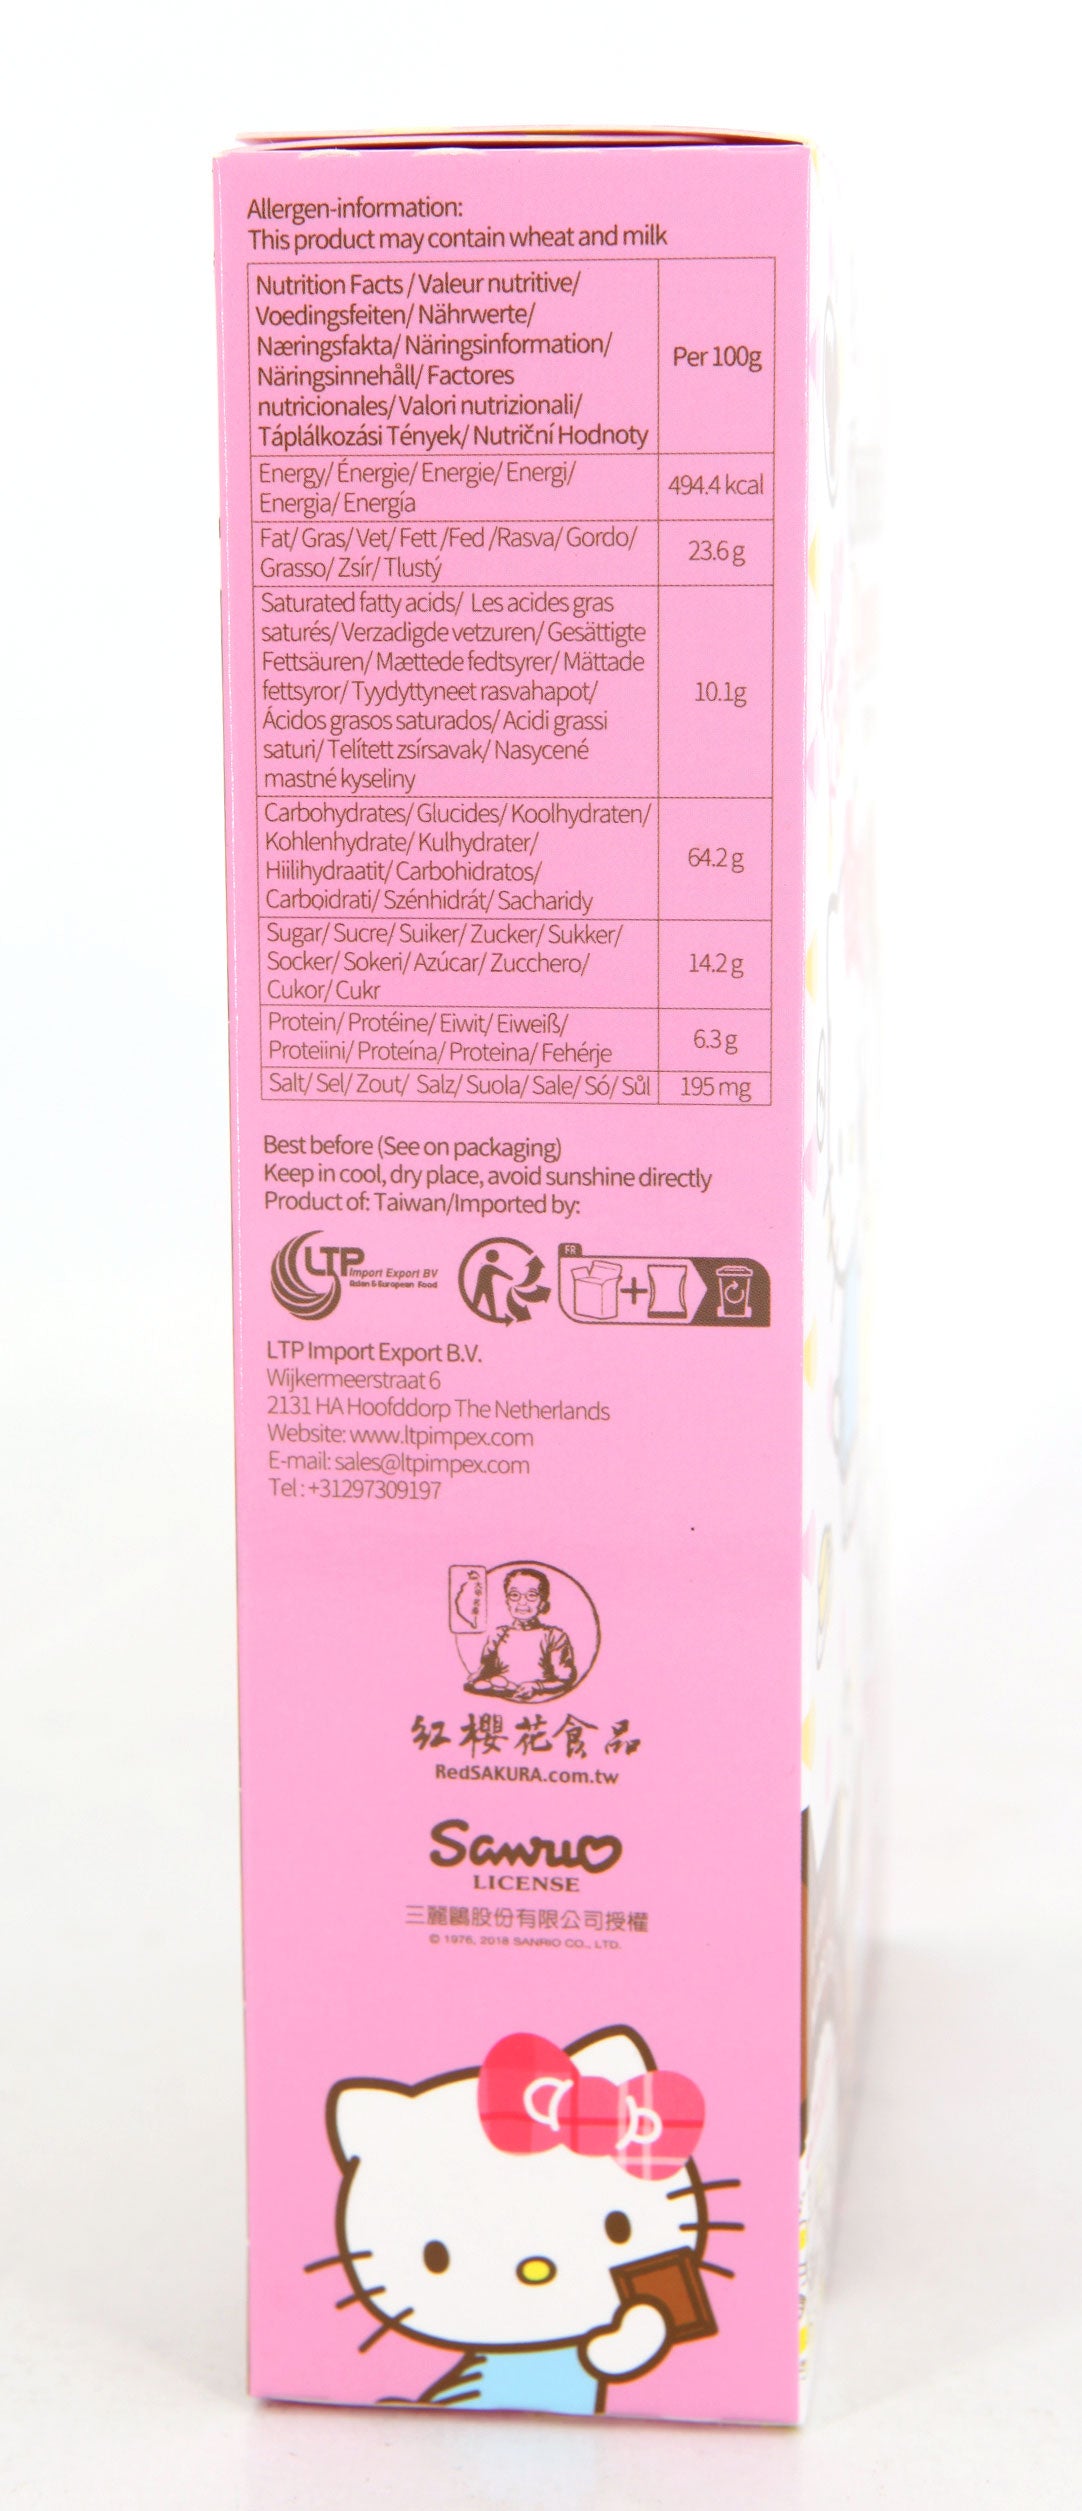 Allergen-information:
This product may contain wheat and milk
Nutrition Facts / Valeur nutritive/
Voedingsfeiten/ Nährwerte/
Næringsfakta/ Näringsinformation/
Näringsinnehåll/ Factores
nutricionales/ Valori nutrizionali/
Táplálkozási Tények/ Nutriční Hodnoty
Per 100g
Energy/ Énergie/ Energie/ Energi/
Energia/ Energía
494.4 kcal
Fat/ Gras/ Vet/ Fett /Fed /Rasva/ Gordo/
Grasso/ Zsír/ Tlustý
23.6 g
Saturated fatty acids/ Les acides gras
saturés/ Verzadigde vetzuren/ Gesättigte
Fettsäuren/ Mættede fedtsyrer/ Mättade
fettsyror/ Tyydyttyneet rasvahapot/
Ácidos grasos saturados/ Acidi grassi
saturi/ Telített zsírsavak/ Nasycené
mastné kyseliny
10.1g
Carbohydrates/ Glucides/ Koolhydraten/
Kohlenhydrate/ Kulhydrater/
Hiilihydraatit/ Carbohidratos/
Carboidrati/ Szénhidrát/ Sacharidy
64.2 g
Sugar/ Sucre/ Suiker/ Zucker/ Sukker/
Socker/ Sokeri/ Azúcar/ Zucchero/
Cukor/ Cukr
14.2 g
Protein/ Protéine/ Eiwit/ Eiweiß/
Proteiini/ Proteína/ Proteina/ Fehérje
6.3 g
Salt/ Sel/ Zout/ Salz/ Suola/ Sale/ Só/ Sůl
195 mg
Best before (See on packaging)
Keep in cool, dry place, avoid sunshine directly
Product of: Taiwan/Imported by:
LTP
Import Export BV
Asian & European Food
FR
LTP Import Export B.V.
Wijkermeerstraat 6
2131 HA Hoofddorp The Netherlands
Website: www.ltpimpex.com
E-mail: sales@ltpimpex.com
Tel : +31297309197
紅櫻花食品
RedSAKURA.com.tw
Sanrio
LICENSE
三麗鷗股份有限公司授權
© 1976, 2018 SANRIO CO., LTD.